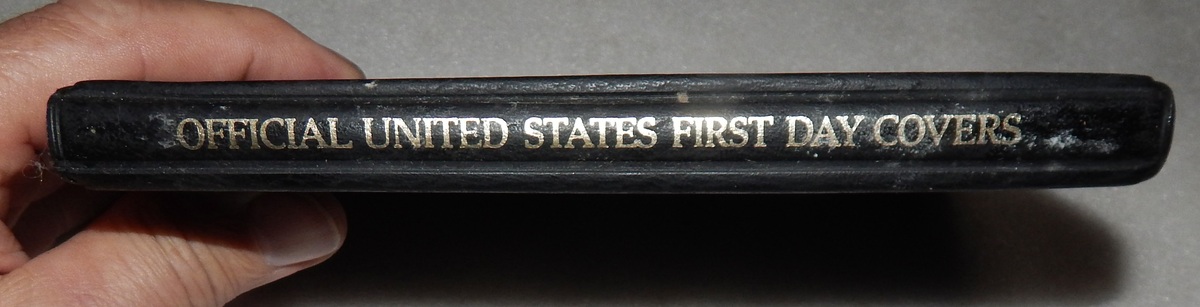 OFFICIAL UNITED STATES FIRST DAY COVERS